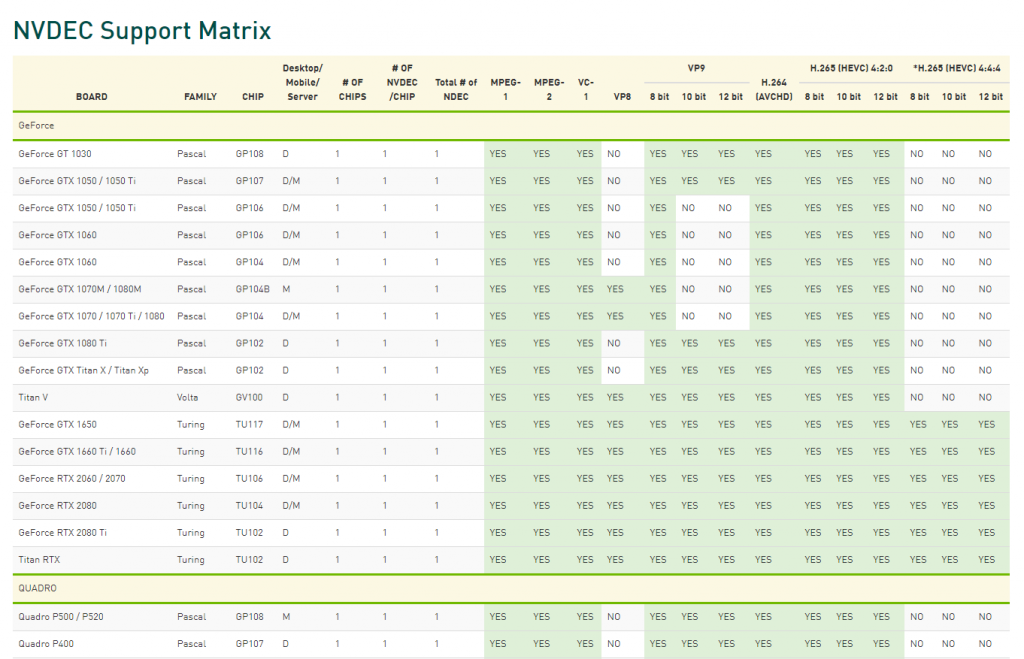 NVDEC Support Matrix
BOARD FAMILY CHIP Desktop/ Mobile/ Server # OF CHIPS # OF NVDEC /CHIP Total # of NDEC MPEG-1 MPEG-2 VC-1 VP8 VP9 8 bit 10 bit 12 bit H.264 (AVCHD) H.265 (HEVC) 4:2:0 8 bit 10 bit 12 bit *H.265 (HEVC) 4:4:4 8 bit 10 bit 12 bit
GeForce
GeForce GT 1030 Pascal GP108 D 1 1 1 YES YES YES NO YES YES YES YES YES YES YES NO NO NO
GeForce GTX 1050 / 1050 Ti Pascal GP107 D/M 1 1 1 YES YES YES NO YES YES YES YES YES YES YES NO NO NO
GeForce GTX 1050 / 1050 Ti Pascal GP106 D/M 1 1 1 YES YES YES NO YES NO NO YES YES YES YES NO NO NO
GeForce GTX 1060 Pascal GP106 D/M 1 1 1 YES YES YES NO YES NO NO YES YES YES YES NO NO NO
GeForce GTX 1060 Pascal GP104 D/M 1 1 1 YES YES YES NO YES NO NO YES YES YES YES NO NO NO
GeForce GTX 1070M / 1080M Pascal GP104B M 1 1 1 YES YES YES YES YES NO NO YES YES YES YES NO NO NO
GeForce GTX 1070 / 1070 Ti / 1080 Pascal GP104 D/M 1 1 1 YES YES YES YES YES NO NO YES YES YES YES NO NO NO
GeForce GTX 1080 Ti Pascal GP102 D 1 1 1 YES YES YES NO YES YES YES YES YES YES YES NO NO NO
GeForce GTX Titan X / Titan Xp Pascal GP102 D 1 1 1 YES YES YES NO YES YES YES YES YES YES YES NO NO NO
Titan V Volta GV100 D 1 1 1 YES YES YES YES YES YES YES YES YES YES YES NO NO NO
GeForce GTX 1650 Turing TU117 D/M 1 1 1 YES YES YES YES YES YES YES YES YES YES YES YES YES YES
GeForce GTX 1660 Ti / 1660 Turing TU116 D/M 1 1 1 YES YES YES YES YES YES YES YES YES YES YES YES YES YES
GeForce RTX 2060 / 2070 Turing TU106 D/M 1 1 1 YES YES YES YES YES YES YES YES YES YES YES YES YES YES
GeForce RTX 2080 Turing TU104 D/M 1 1 1 YES YES YES YES YES YES YES YES YES YES YES YES YES YES
GeForce RTX 2080 Ti Turing TU102 D 1 1 1 YES YES YES YES YES YES YES YES YES YES YES YES YES YES
Titan RTX Turing TU102 D 1 1 1 YES YES YES YES YES YES YES YES YES YES YES YES YES YES
QUADRO
Quadro P500 / P520 Pascal GP108 M 1 1 1 YES YES YES NO YES YES YES YES YES YES YES NO NO NO
Quadro P400 Pascal GP107 D 1 1 1 YES YES YES NO YES YES YES YES YES YES YES NO NO NO